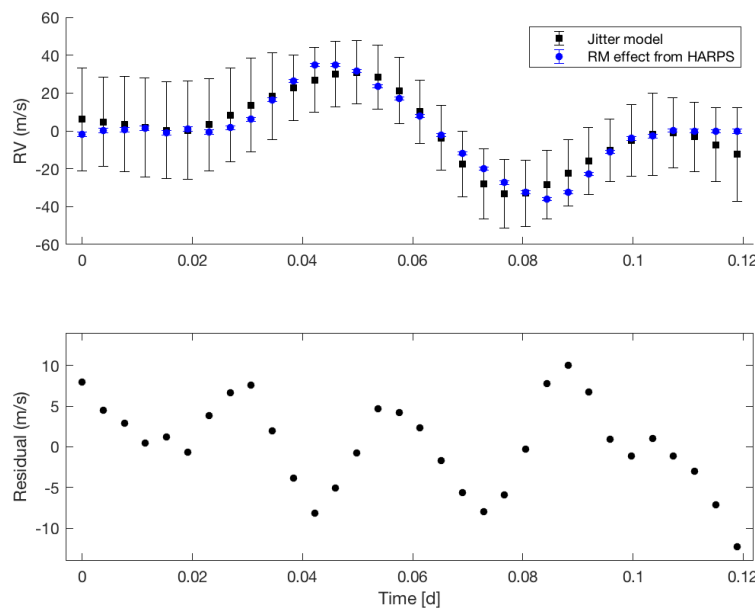 60
40
20
0
-20
-40
-60
RV (m/s)
Jitter model
RM effect from HARPS
0 0.02 0.04 0.06 0.08 0.1 0.12
10
5
0
-5
-10
Residual (m/s)
0 0.02 0.04 0.06 0.08 0.1 0.12
Time [d]